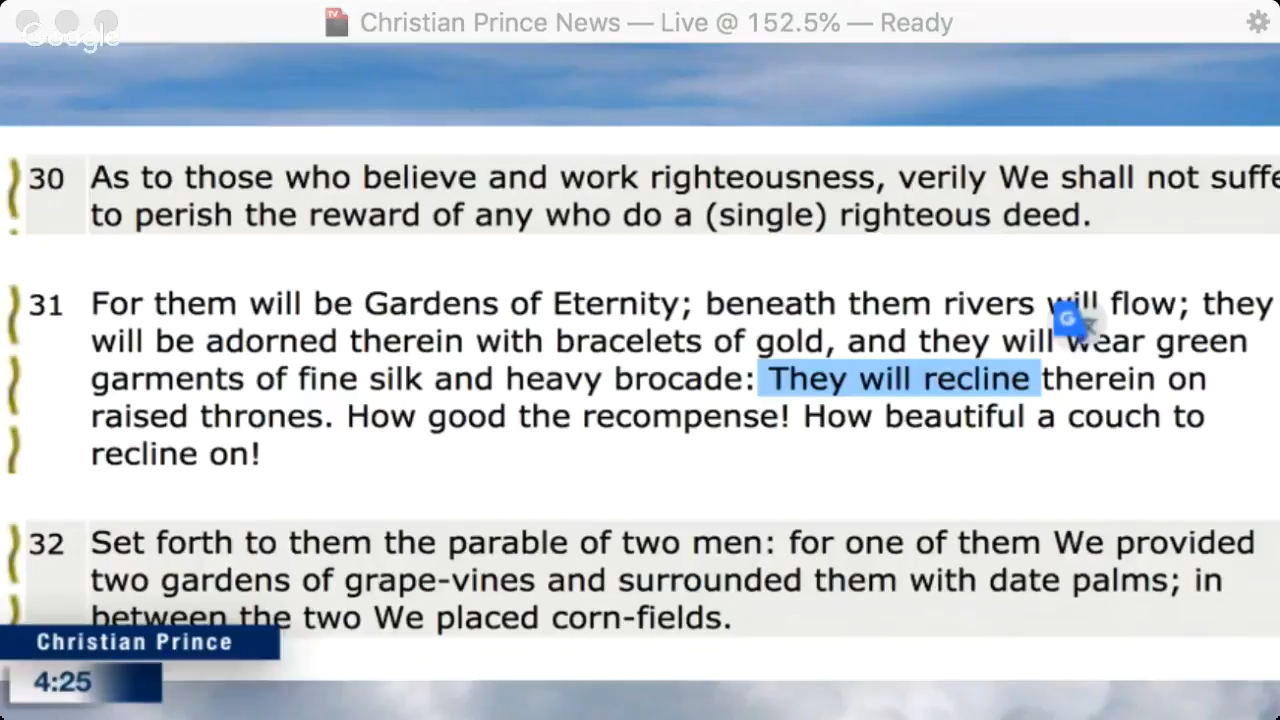 Christian Prince News — Live @ 152.5% — Ready
Google
30 As to those who believe and work righteousness, verily We shall not suffe
to perish the reward of any who do a (single) righteous deed.
31 For them will be Gardens of Eternity; beneath them rivers will flow; they
will be adorned therein with bracelets of gold, and they will wear green
garments of fine silk and heavy brocade: They will recline therein on
raised thrones. How good the recompense! How beautiful a couch to
recline on!
32 Set forth to them the parable of two men: for one of them We provided
two gardens of grape-vines and surrounded them with date palms; in
between the two We placed corn-fields.
Christian Prince
4:25